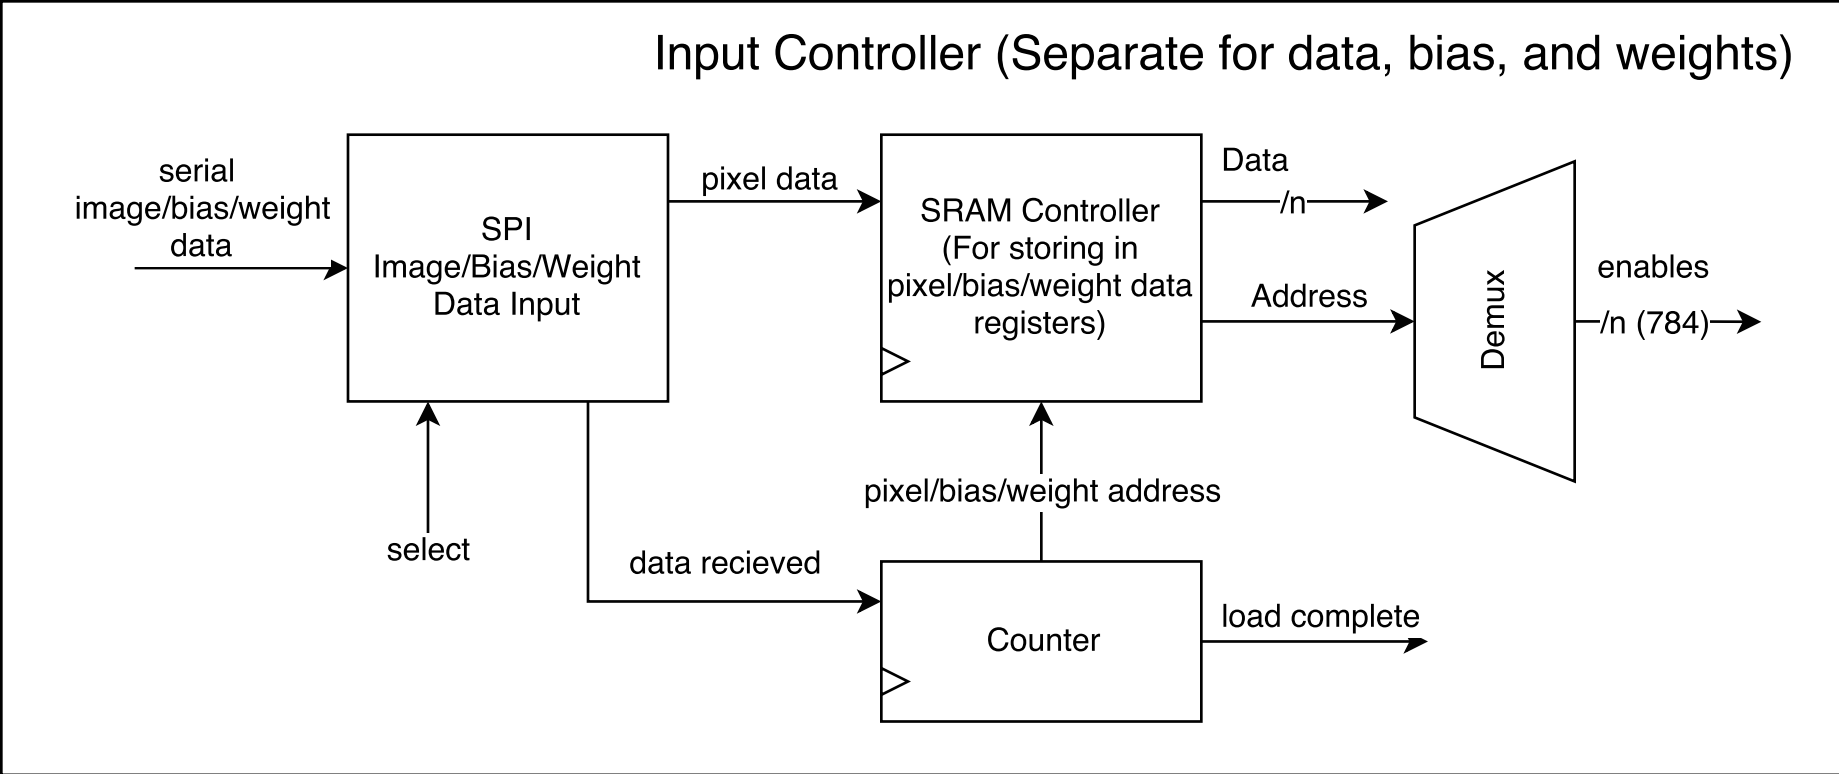 Input Controller (Separate for data, bias, and weights)
serial
image/bias/weight
data
SPI
Image/Bias/Weight
Data Input
pixel data
SRAM Controller
(For storing in
pixel/bias/weight data
registers)
Data
/n
Address
Demux
enables
/n (784)
select
data recieved
pixel/bias/weight address
Counter
load complete